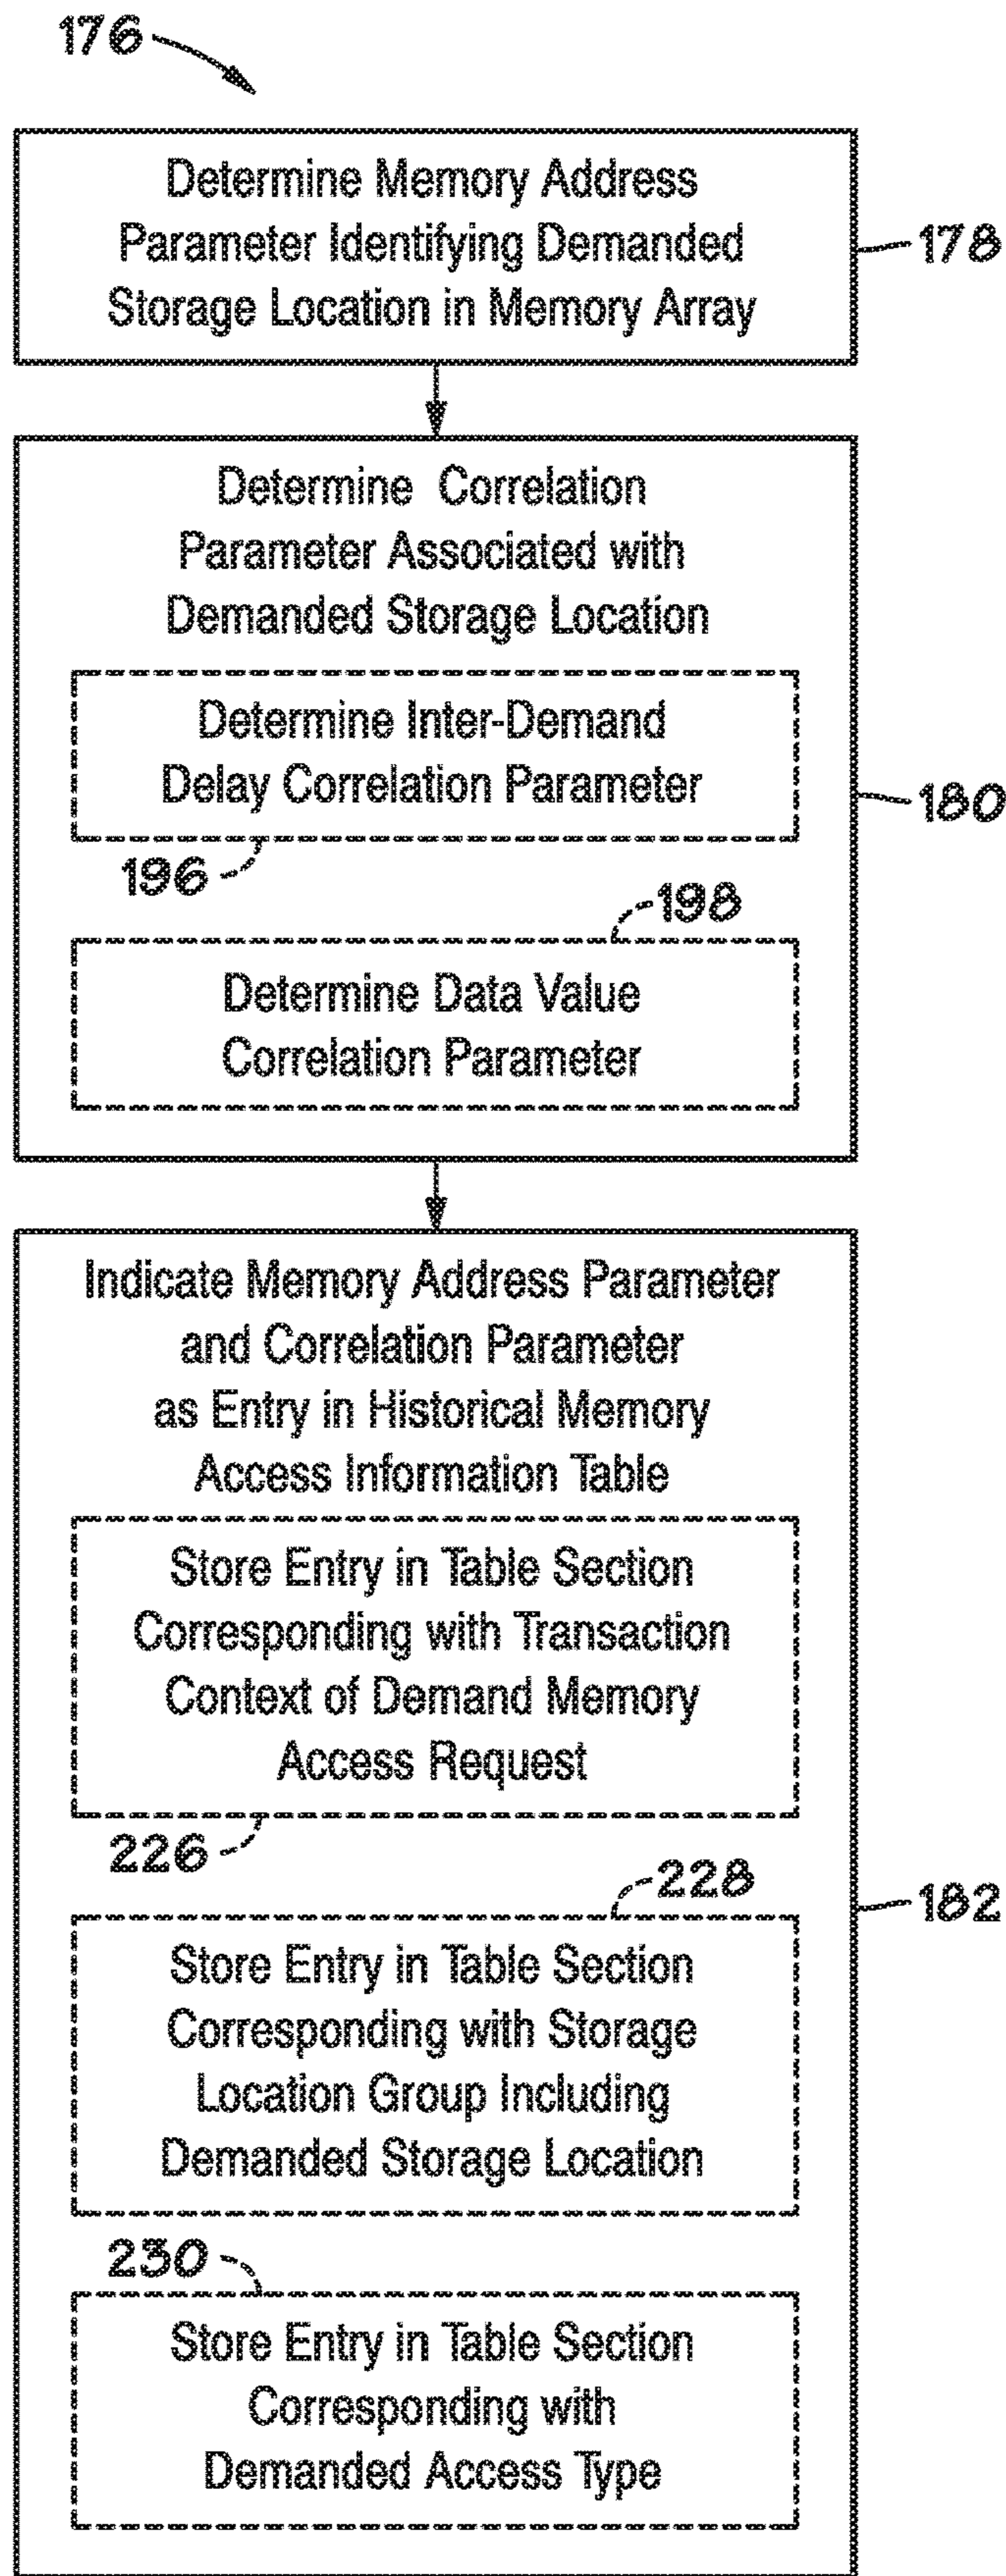 176
Determine Memory Address
Parameter Identifying Demanded
Storage Location in Memory Array
178
Determine Correlation
Parameter Associated with
Demanded Storage Location
Determine Inter-Demand
Delay Correlation Parameter
180
196
198
Determine Data Value
Correlation Parameter
Indicate Memory Address Parameter
and Correlation Parameter
as Entry in Historical Memory
Access Information Table
Store Entry in Table Section
Corresponding with Transaction
Context of Demand Memory
Access Request
226
228
182
Store Entry in Table Section
Corresponding with Storage
Location Group Including
Demanded Storage Location
230
Store Entry in Table Section
Corresponding with
Demanded Access Type